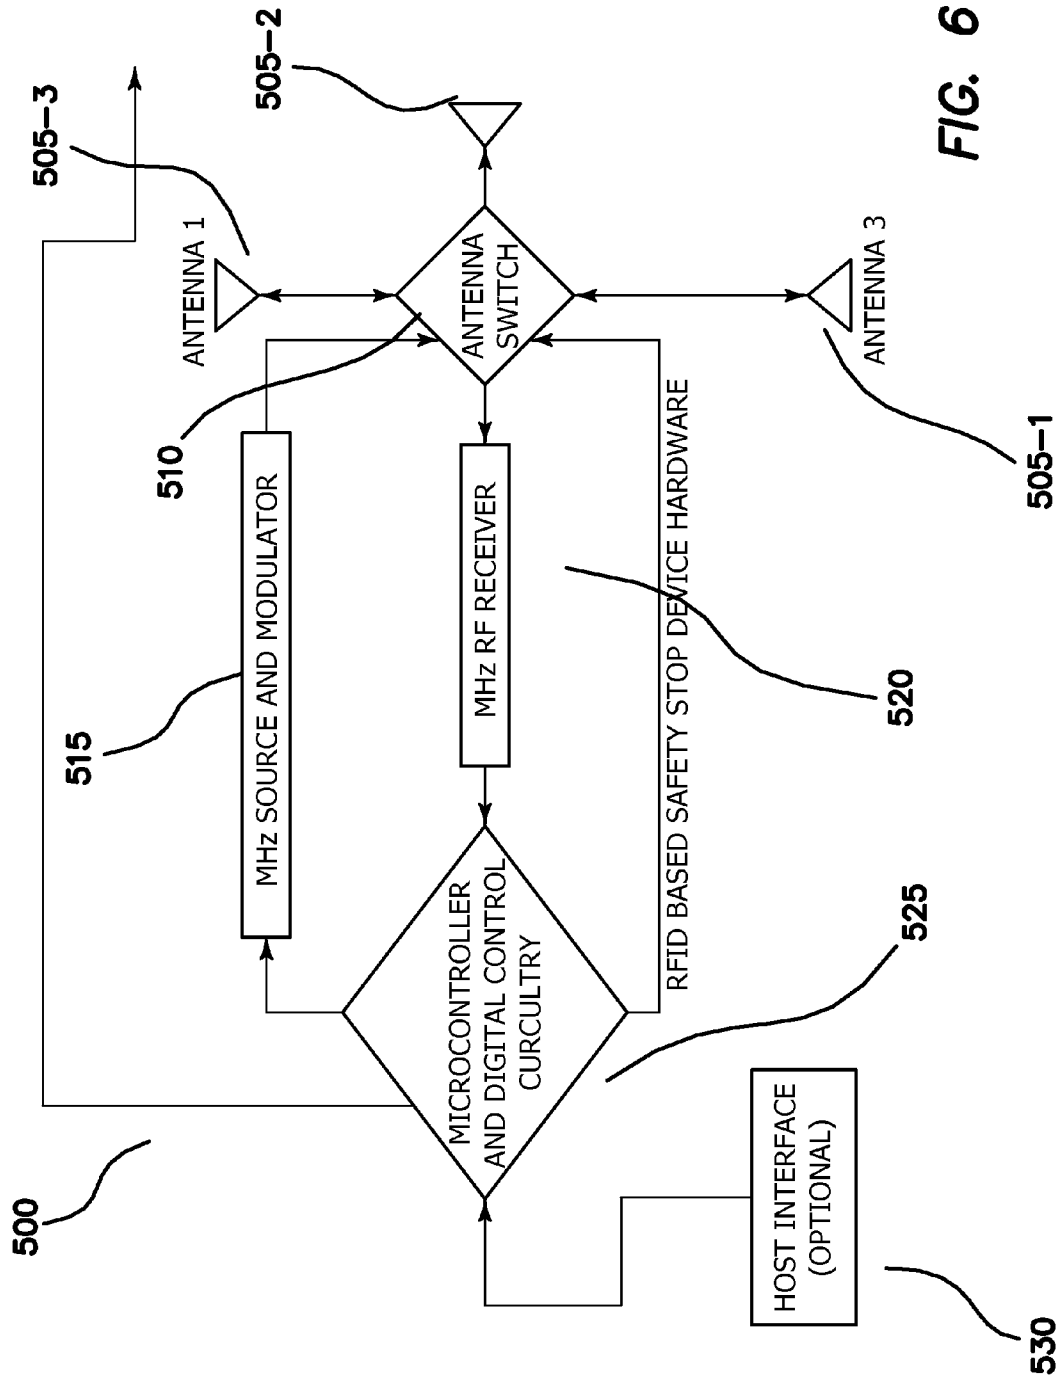 500
505-3
515
MHz SOURCE AND MODULATOR
ANTENNA 1
510
505-2
MICROCONTROLLER
AND DIGITAL CONTROL
CURCULTRY
MHz RF RECEIVER
ANTENNA
SWITCH
RFID BASED SAFETY STOP DEVICE HARDWARE
520
525
HOST INTERFACE
(OPTIONAL)
530
ANTENNA 3
505-1
FIG. 6